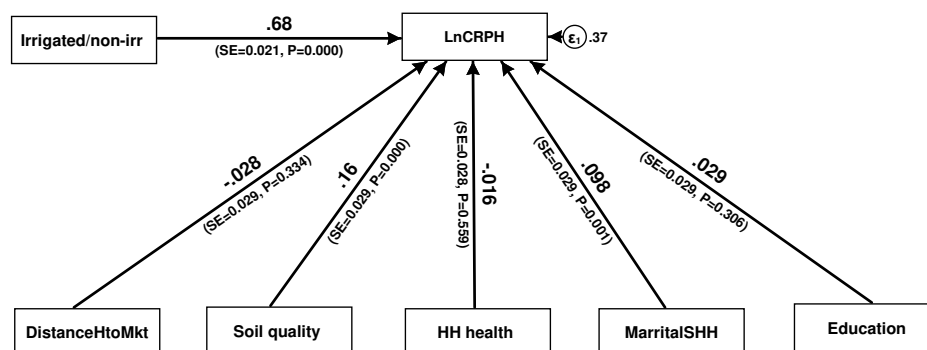 .68
Irrigated/non-irr
(SE=0.021, P=0.000)
LnCRPH
ε1
.37
-.028
(SE=0.029, P=0.334)
.16
(SE=0.029, P=0.000)
-.016
(SE=0.028, P=0.559)
.098
(SE=0.029, P=0.001)
.029
(SE=0.029, P=0.306)
DistanceHtoMkt
Soil quality
HH health
MarritalSHH
Education